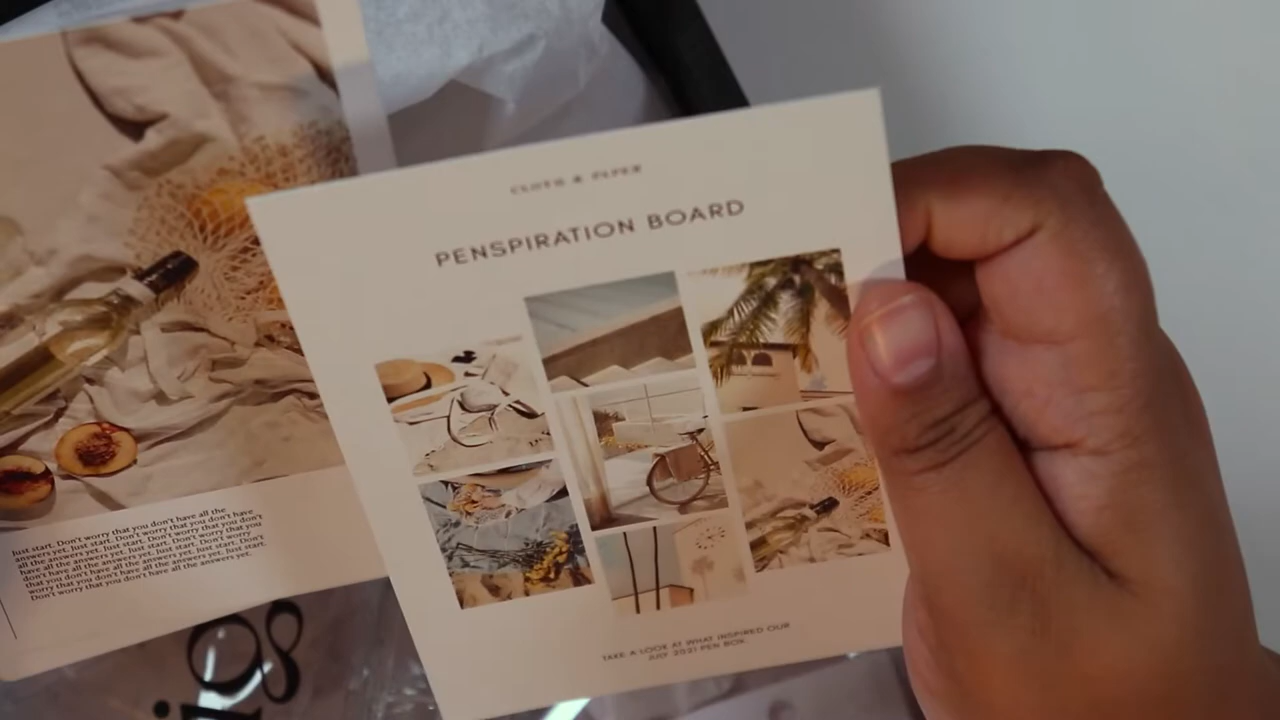 CLOTH & PAPER
PENSPIRATION BOARD
TAKE A LOOK AT WHAT INSPIRED OUR
JULY 2021 PEN BOX.
Just start. Don't worry that you don't have all the
answers yet. Just start. Don't worry that you don't have
all the answers yet. Just start. Don't worry that you don't
have all the answers yet. Just start. Don't worry that you
don't have all the answers yet. Just start. Don't worry
that you don't have all the answers yet. Just start. Don't
worry that you don't have all the answers yet. Just start.
Don't worry that you don't have all the answers yet.